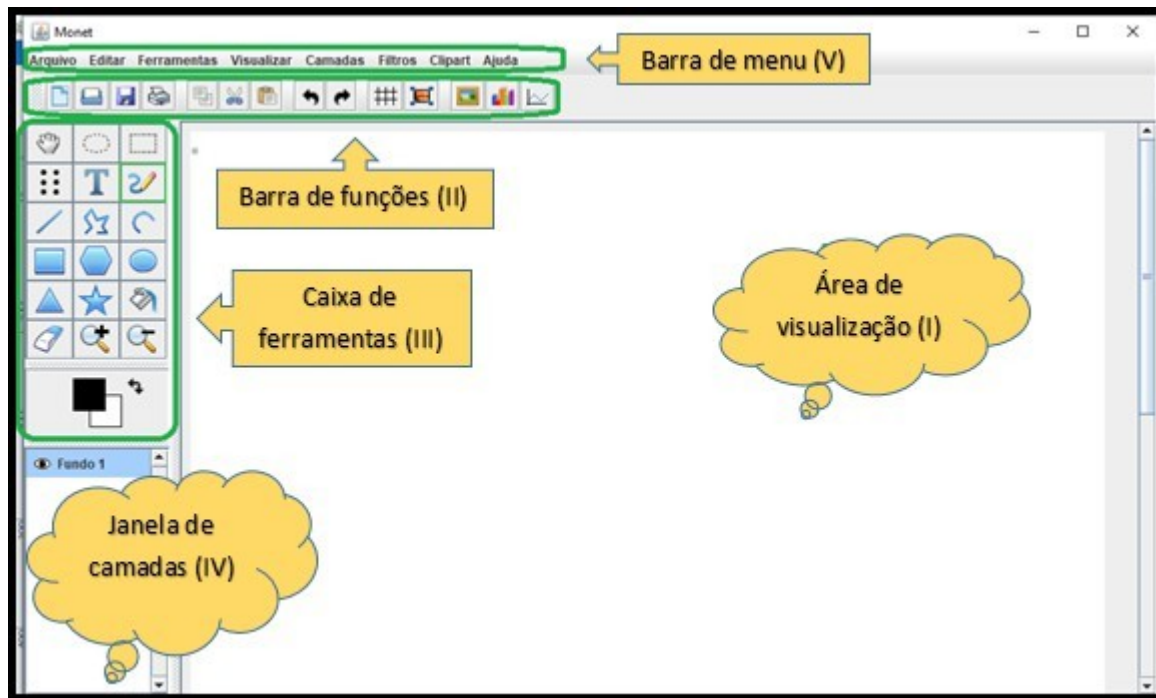 Monet
Arquivo Editar Ferramentas Visualizar Camadas Filtros Clipart Ajuda
Barra de menu (V)
T
Barra de funções (II)
Caixa de
ferramentas (III)
Área de
visualização (I)
Fundo 1
Janela de
camadas (IV)